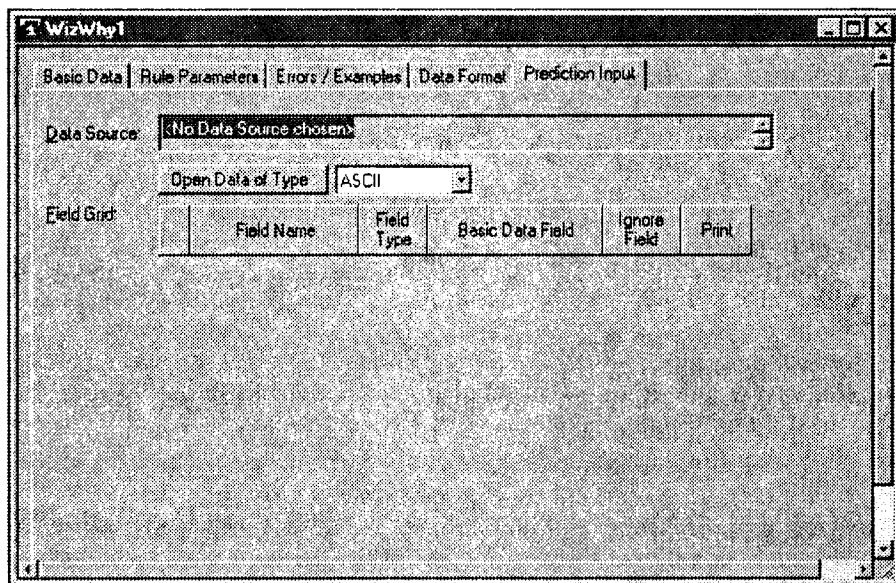 WizWhy1
Basic Data Rule Parameters Errors / Examples Data Format Prediction Input
Data Source: <No Data Source chosen>
Open Data of Type ASCII
Field Grid:
Field Name Field Type Basic Data Field Ignore Field Print